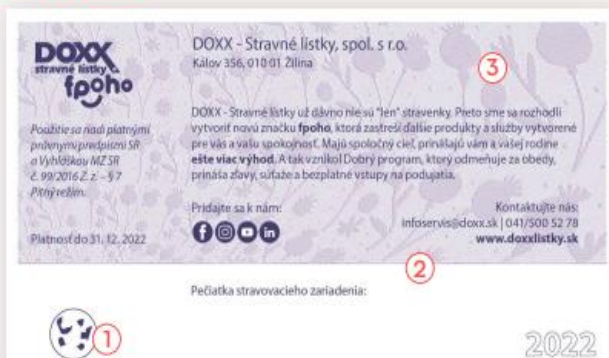 DOXX
stravné lístky
fpoho
Použitie sa riadi platnými
právnymi predpismi SR
a Vyhláškou MZ SR
č. 99/2016 Z. z. – § 7
Pitný režim.
Platnosť do 31. 12. 2022
DOXX - Stravné lístky, spol. s r.o.
Kálov 356, 010 01 Žilina
3
DOXX - Stravné lístky už dávno nie sú "len" stravenky. Preto sme sa rozhodli
vytvoriť novú značku fpoho, ktorá zastreší ďalšie produkty a služby vytvorené
pre vás a vašu spokojnosť. Majú spoločný cieľ, prinášajú vám a vašej rodine
ešte viac výhod. A tak vznikol Dobrý program, ktorý odmeňuje za obedy,
prináša zľavy, súťaže a bezplatné vstupy na podujatia.
Pridajte sa k nám:
Kontaktujte nás:
infoservis@doxx.sk | 041/500 52 78
www.doxxlistky.sk
2
Pečiatka stravovacieho zariadenia:
1
2022